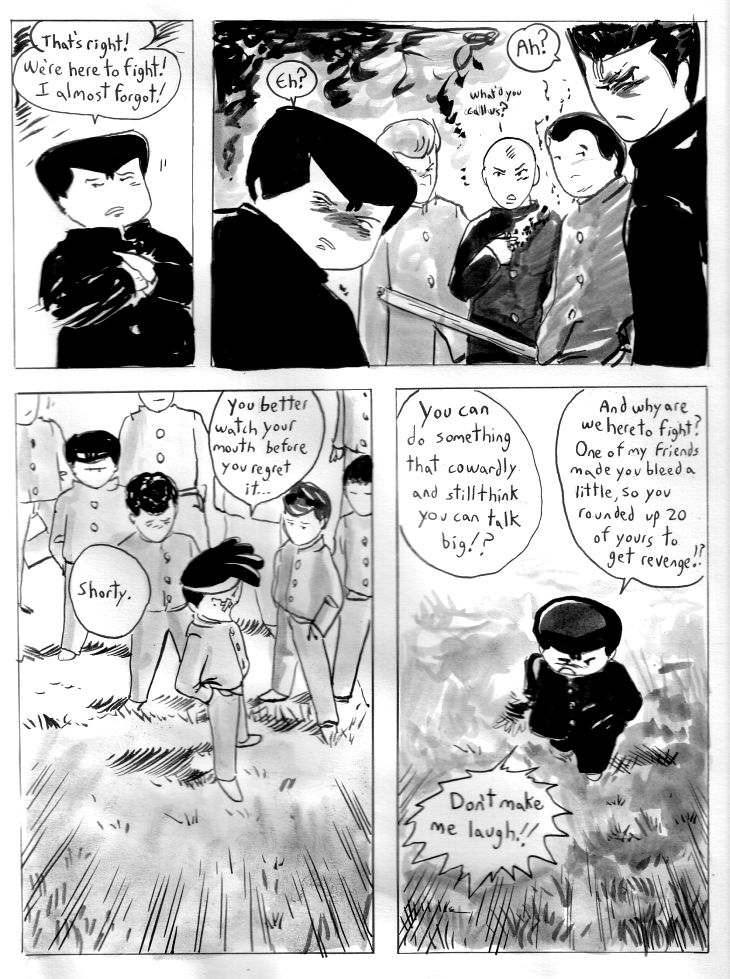 That's right!
We're here to fight!
I almost forgot!
Eh?
what'd you
call us?
Ah?
You better
watch your
mouth before
you regret
it...
Shorty.
You can
do something
that cowardly
and still think
you can talk
big!?
And why are
we here to fight?
One of my friends
made you bleed a
little, so you
rounded up 20
of yours to
get revenge!?
Don't make
me laugh!!